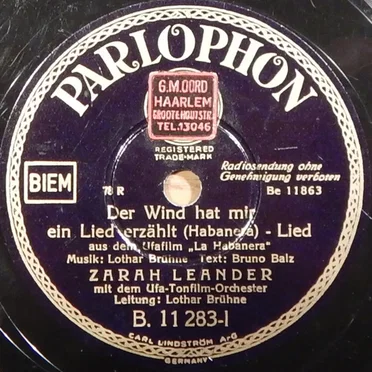 PARLOPHON
G.M. OORD
HAARLEM
GROOTE HOUTSTR.
TEL. 13046
REGISTERED
TRADE-MARK
Radiosendung ohne
Genehmigung verboten
BIEM
78 R
Be 11863
Der Wind hat mir
ein Lied erzählt (Habanera) - Lied
aus dem Ufafilm „La Habanera"
Musik: Lothar Brühne Text: Bruno Balz
ZARAH LEANDER
mit dem Ufa-Tonfilm-Orchester
Leitung: Lothar Brühne
B. 11 283-I
CARL LINDSTRÖM A.G.
GERMANY